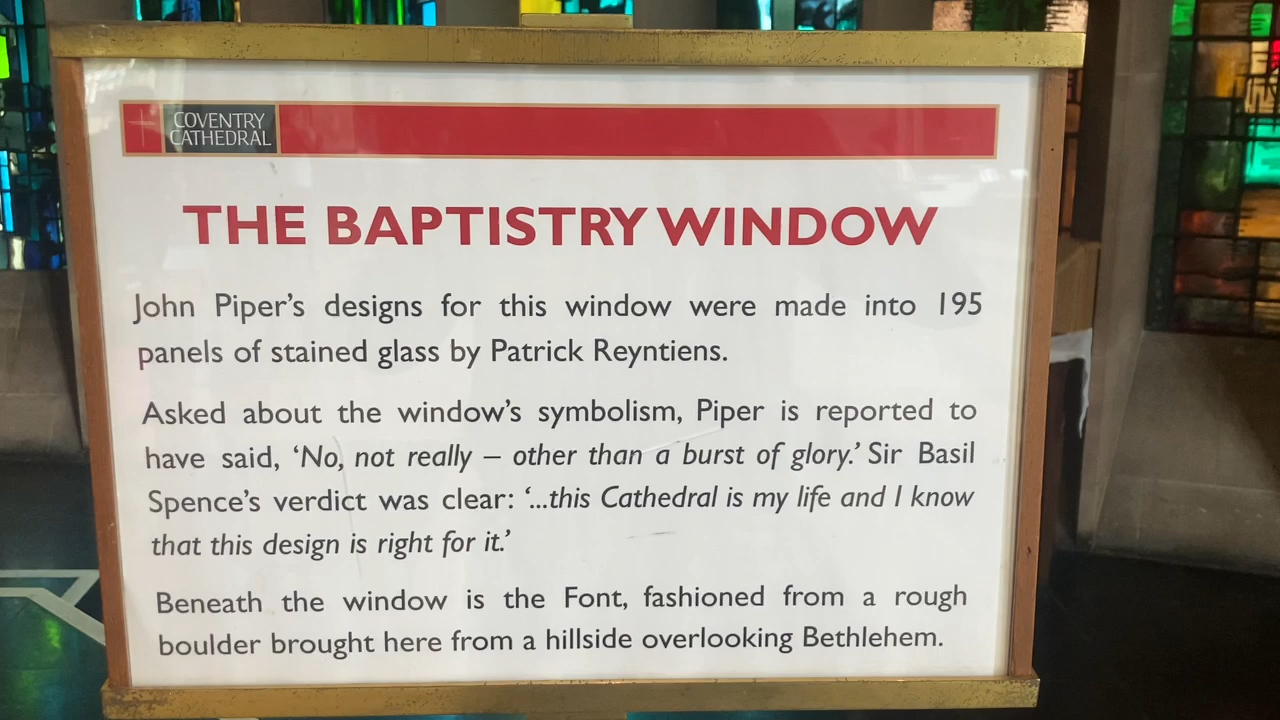 COVENTRY
CATHEDRAL
THE BAPTISTRY WINDOW
John Piper's designs for this window were made into 195
panels of stained glass by Patrick Reyntiens.
Asked about the window's symbolism, Piper is reported to
have said, ‘No, not really – other than a burst of glory.’ Sir Basil
Spence's verdict was clear: ‘...this Cathedral is my life and I know
that this design is right for it.’
Beneath the window is the Font, fashioned from a rough
boulder brought here from a hillside overlooking Bethlehem.